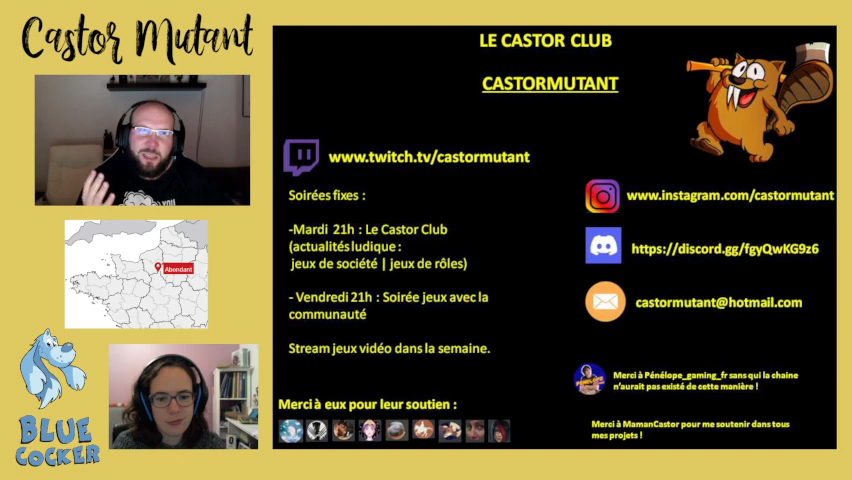 Castor Mutant
YOU
Abondant
BLUE
COCKER
LE CASTOR CLUB
CASTORMUTANT
www.twitch.tv/castormutant
Soirées fixes :
-Mardi 21h : Le Castor Club
(actualités ludique :
jeux de société | jeux de rôles)
- Vendredi 21h : Soirée jeux avec la
communauté
Stream jeux vidéo dans la semaine.
Merci à eux pour leur soutien :
www.instagram.com/castormutant
https://discord.gg/fgyQwKG9z6
castormutant@hotmail.com
Merci à Pénélope_gaming_fr sans qui la chaine
n'aurait pas existé de cette manière !
Merci à MamanCastor pour me soutenir dans tous
mes projets !